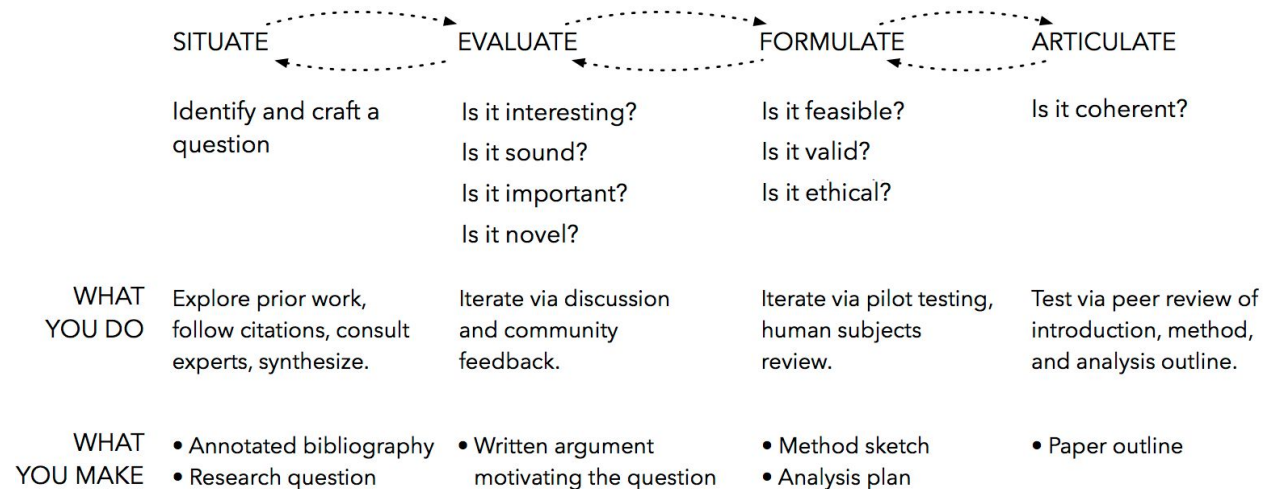 SITUATE
EVALUATE
FORMULATE
ARTICULATE
Identify and craft a
question
Is it interesting?
Is it sound?
Is it important?
Is it novel?
Is it feasible?
Is it valid?
Is it ethical?
Is it coherent?
WHAT
YOU DO
Explore prior work,
follow citations, consult
experts, synthesize.
Iterate via discussion
and community
feedback.
Iterate via pilot testing,
human subjects
review.
Test via peer review of
introduction, method,
and analysis outline.
WHAT
YOU MAKE
• Annotated bibliography
• Research question
• Written argument
motivating the question
• Method sketch
• Analysis plan
• Paper outline